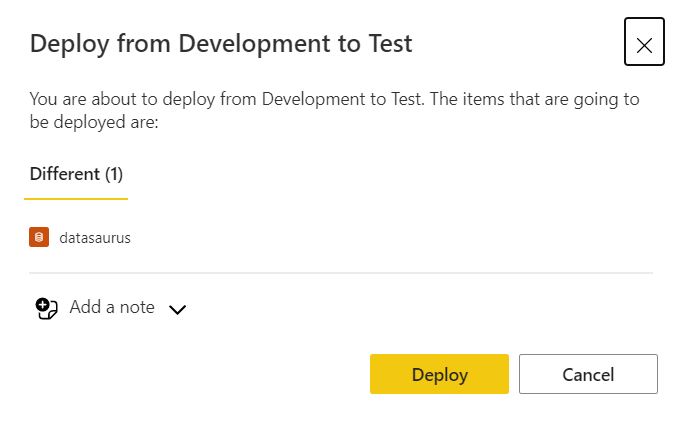 Deploy from Development to Test
You are about to deploy from Development to Test. The items that are going to
be deployed are:
Different (1)
datasaurus
Add a note
Deploy
Cancel